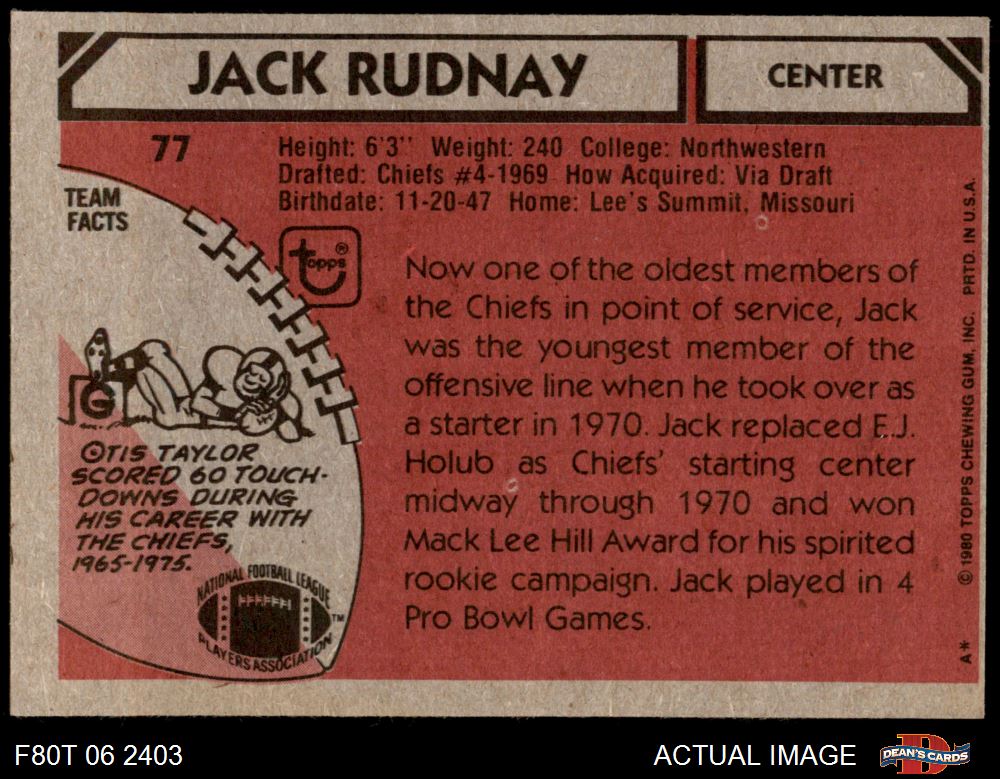 JACK RUDNAY
CENTER
77
Height: 6'3" Weight: 240 College: Northwestern
Drafted: Chiefs #4-1969 How Acquired: Via Draft
Birthdate: 11-20-47 Home: Lee's Summit, Missouri
TEAM
FACTS
topps®
Now one of the oldest members of
the Chiefs in point of service, Jack
was the youngest member of the
offensive line when he took over as
a starter in 1970. Jack replaced E.J.
Holub as Chiefs' starting center
midway through 1970 and won
Mack Lee Hill Award for his spirited
rookie campaign. Jack played in 4
Pro Bowl Games.
G
OTIS TAYLOR
SCORED 60 TOUCH-
DOWNS DURING
HIS CAREER WITH
THE CHIEFS,
1965-1975.
NATIONAL FOOTBALL LEAGUE
PLAYERS ASSOCIATION
™
A* © 1980 TOPPS CHEWING GUM, INC. PRTD. IN U.S.A.
F80T 06 2403
ACTUAL IMAGE
D
DEAN'S CARDS